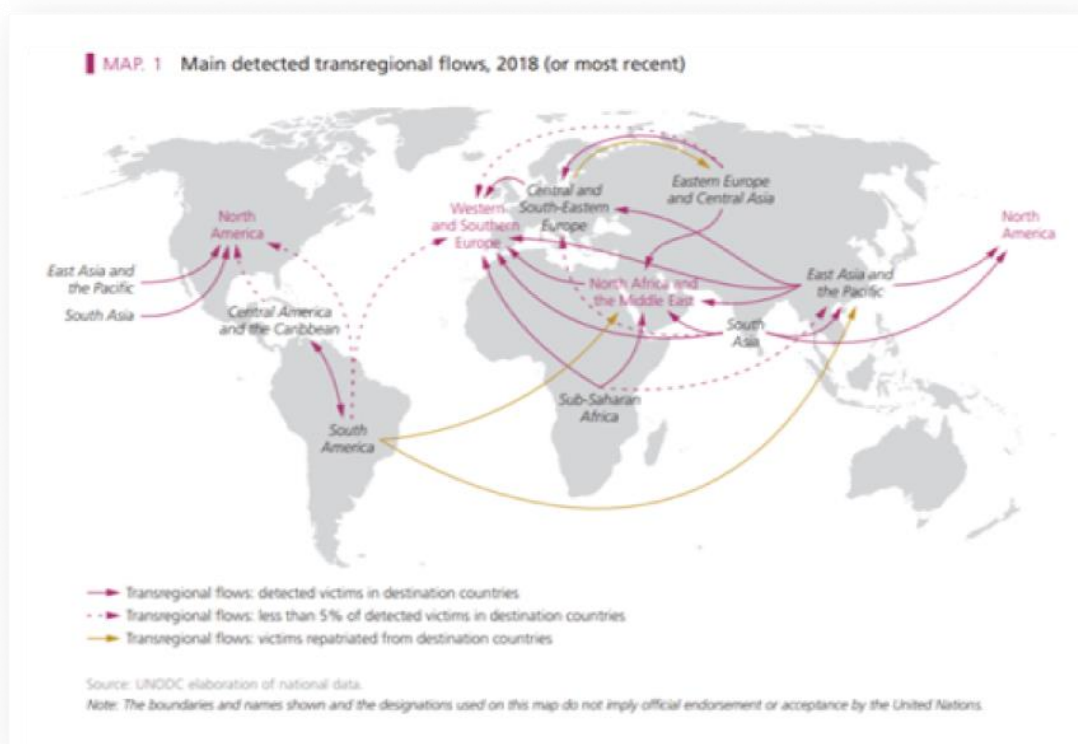 MAP. 1 Main detected transregional flows, 2018 (or most recent)
North
America
East Asia and
the Pacific
South Asia
Central America
and the Caribbean
South
America
Western
and Southern
Europe
Central and
South-Eastern
Europe
Eastern Europe
and Central Asia
North Africa and
the Middle East
South
Asia
Sub-Saharan
Africa
East Asia and
the Pacific
North
America
Transregional flows: detected victims in destination countries
Transregional flows: less than 5% of detected victims in destination countries
Transregional flows: victims repatriated from destination countries
Source: UNODC elaboration of national data.
Note: The boundaries and names shown and the designations used on this map do not imply official endorsement or acceptance by the United Nations.